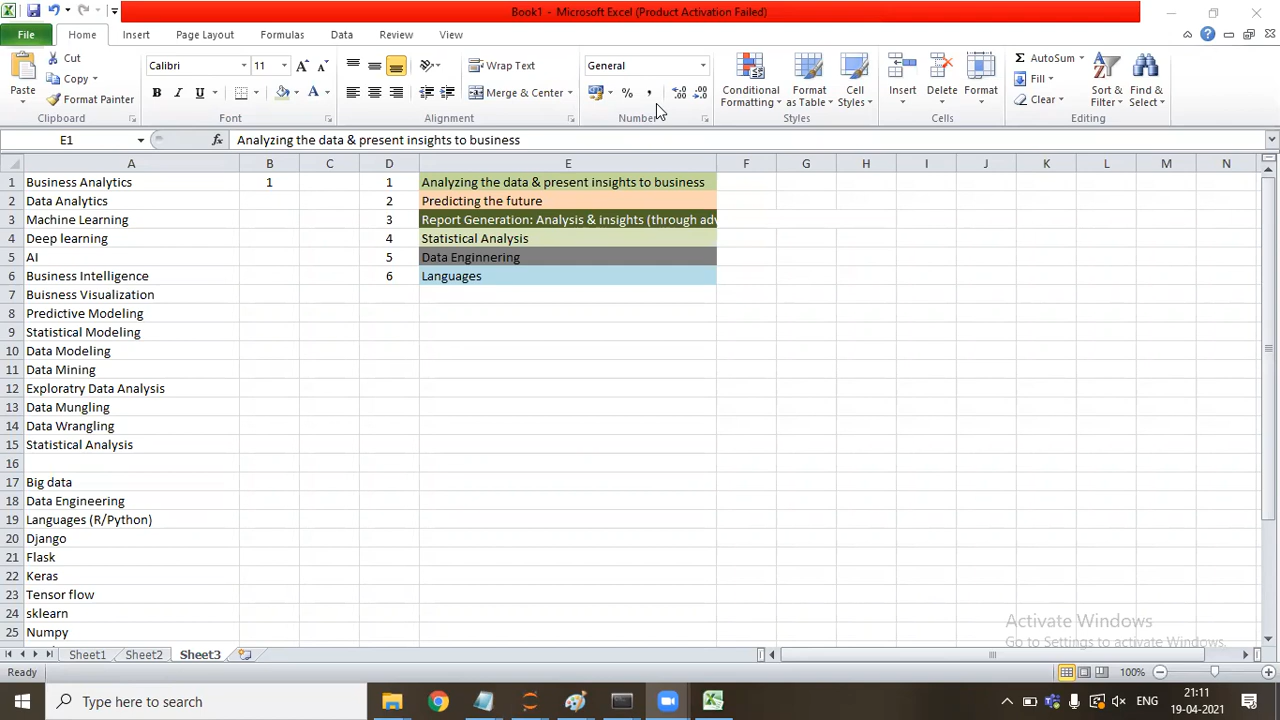 Book1 - Microsoft Excel (Product Activation Failed)
File Home Insert Page Layout Formulas Data Review View
Cut
Copy
Format Painter
Paste
Clipboard
Calibri 11
B I U
Font
Wrap Text
Merge & Center
Alignment
General
% ,
Number
Conditional Formatting
Format as Table
Cell Styles
Styles
Insert Delete Format
Cells
AutoSum
Fill
Clear
Sort & Filter
Find & Select
Editing
E1 fx Analyzing the data & present insights to business
A B C D E F G H I J K L M N
1 Business Analytics 1 1 Analyzing the data & present insights to business
2 Data Analytics 2 Predicting the future
3 Machine Learning 3 Report Generation: Analysis & insights (through adv
4 Deep learning 4 Statistical Analysis
5 AI 5 Data Enginnering
6 Business Intelligence 6 Languages
7 Buisness Visualization
8 Predictive Modeling
9 Statistical Modeling
10 Data Modeling
11 Data Mining
12 Exploratry Data Analysis
13 Data Mungling
14 Data Wrangling
15 Statistical Analysis
16
17 Big data
18 Data Engineering
19 Languages (R/Python)
20 Django
21 Flask
22 Keras
23 Tensor flow
24 sklearn
25 Numpy
Activate Windows
Go to Settings to activate Windows.
Sheet1 Sheet2 Sheet3
Ready 100%
Type here to search
ENG
21:11
19-04-2021